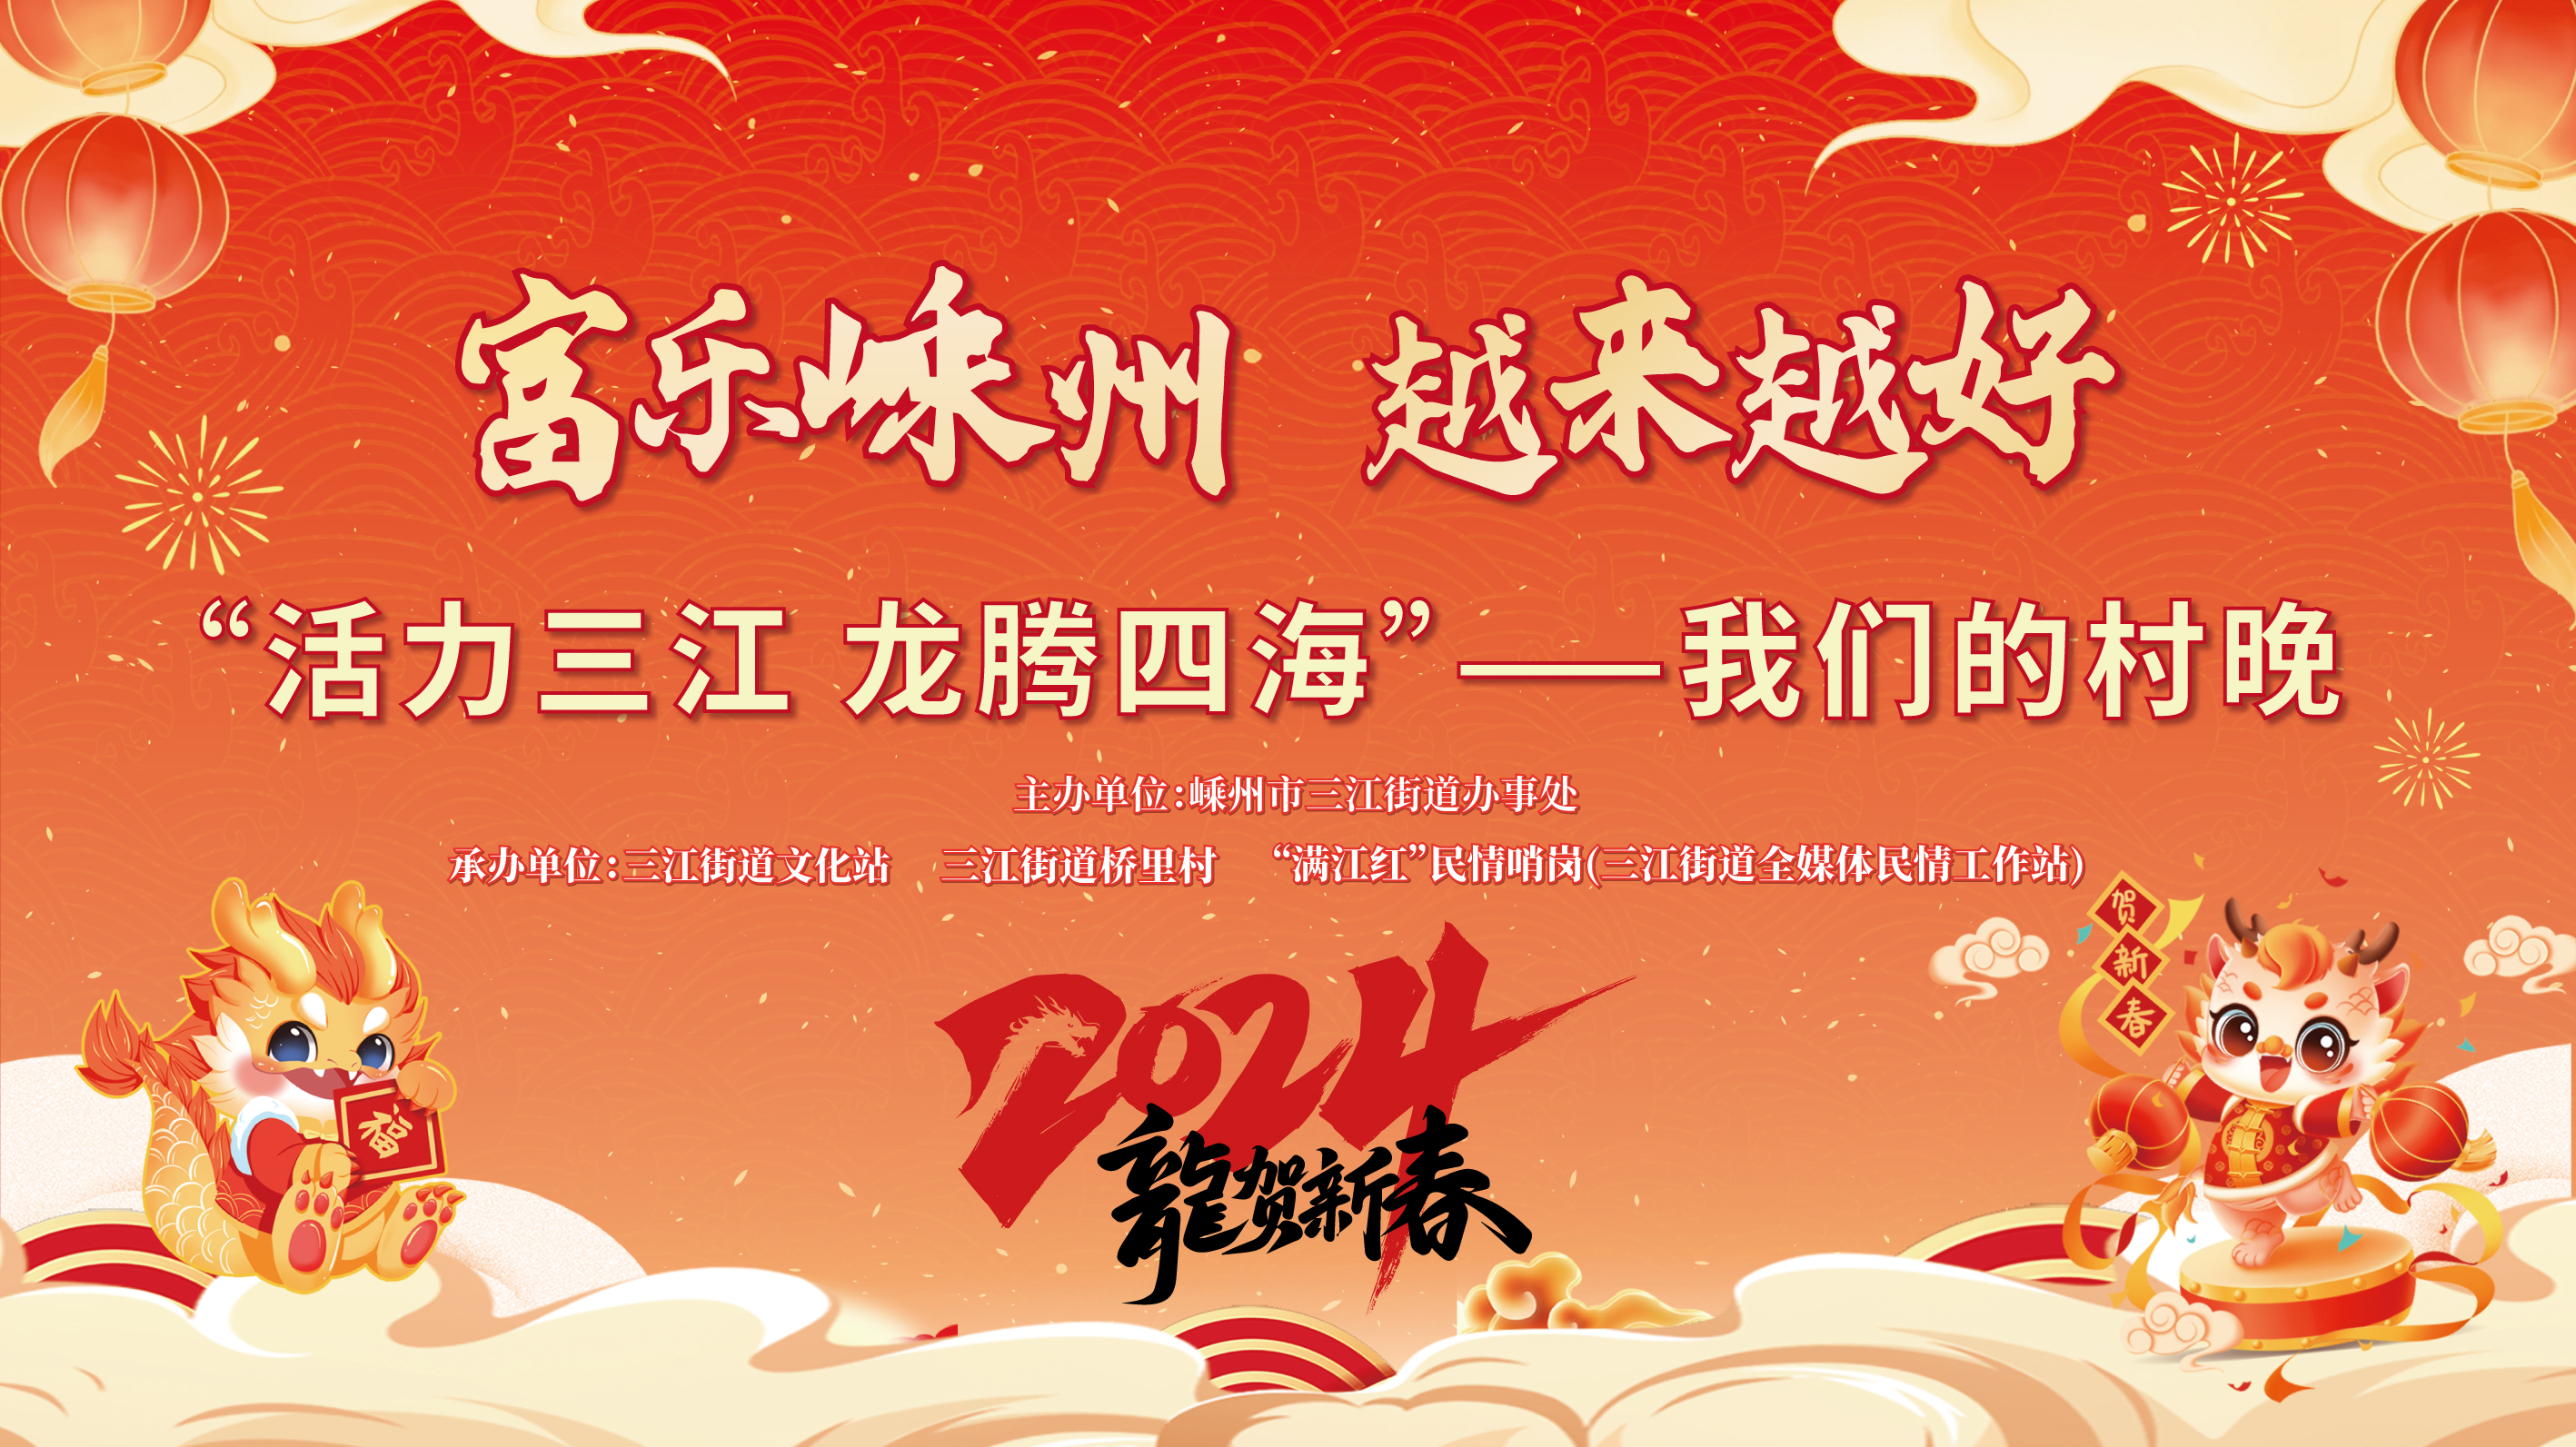 富乐嵊州 越来越好
“活力三江 龙腾四海”——我们的村晚
主办单位:嵊州市三江街道办事处
承办单位:三江街道文化站 三江街道桥里村 “满江红”民情哨岗(三江街道全媒体民情工作站)
贺
新
春
福
2024
龍贺新春